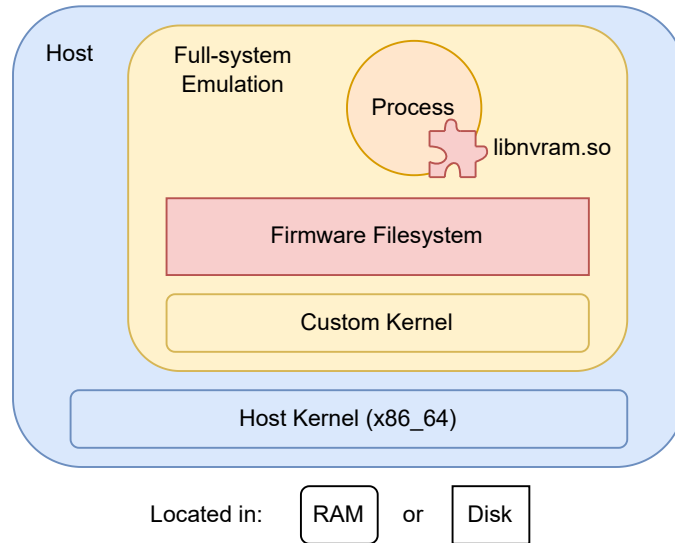 Host
Full-system
Emulation
Process
libnvram.so
Firmware Filesystem
Custom Kernel
Host Kernel (x86_64)
Located in: RAM or Disk